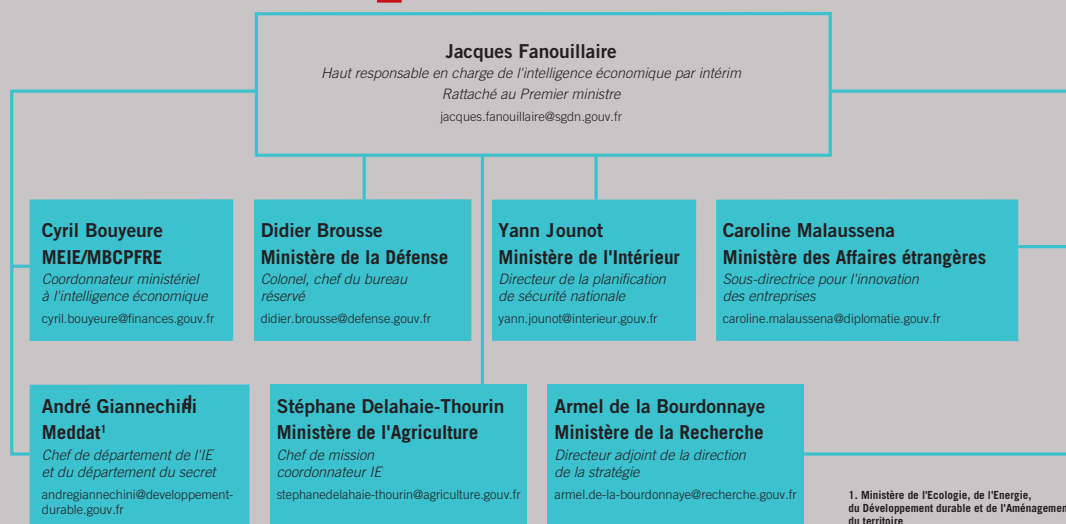 Jacques Fanouillaire
Haut responsable en charge de l'intelligence économique par intérim
Rattaché au Premier ministre
jacques.fanouillaire@sgdn.gouv.fr
Cyril Bouyeure
MEIE/MBCPFRE
Coordonnateur ministériel
à l'intelligence économique
cyril.bouyeure@finances.gouv.fr
Didier Brousse
Ministère de la Défense
Colonel, chef du bureau
réservé
didier.brousse@defense.gouv.fr
Yann Jounot
Ministère de l'Intérieur
Directeur de la planification
de sécurité nationale
yann.jounot@interieur.gouv.fr
Caroline Malaussena
Ministère des Affaires étrangères
Sous-directrice pour l'innovation
des entreprises
caroline.malaussena@diplomatie.gouv.fr
André
Meddat¹
Chef de département de l'IE
et du département du secret
andregiannechini@developpement-
durable.gouv.fr
Stéphane Delahaie-Thourin
Ministère de l'Agriculture
Chef de mission
coordonnateur IE
stephanedelahaie-thourin@agriculture.gouv.fr
Armel de la Bourdonnaye
Ministère de la Recherche
Directeur adjoint de la direction
de la stratégie
armel.de-la-bourdonnaye@recherche.gouv.fr
1. Ministère de l'Ecologie, de l'Energie,
du Développement durable et de l'Aménagemen
du territoire